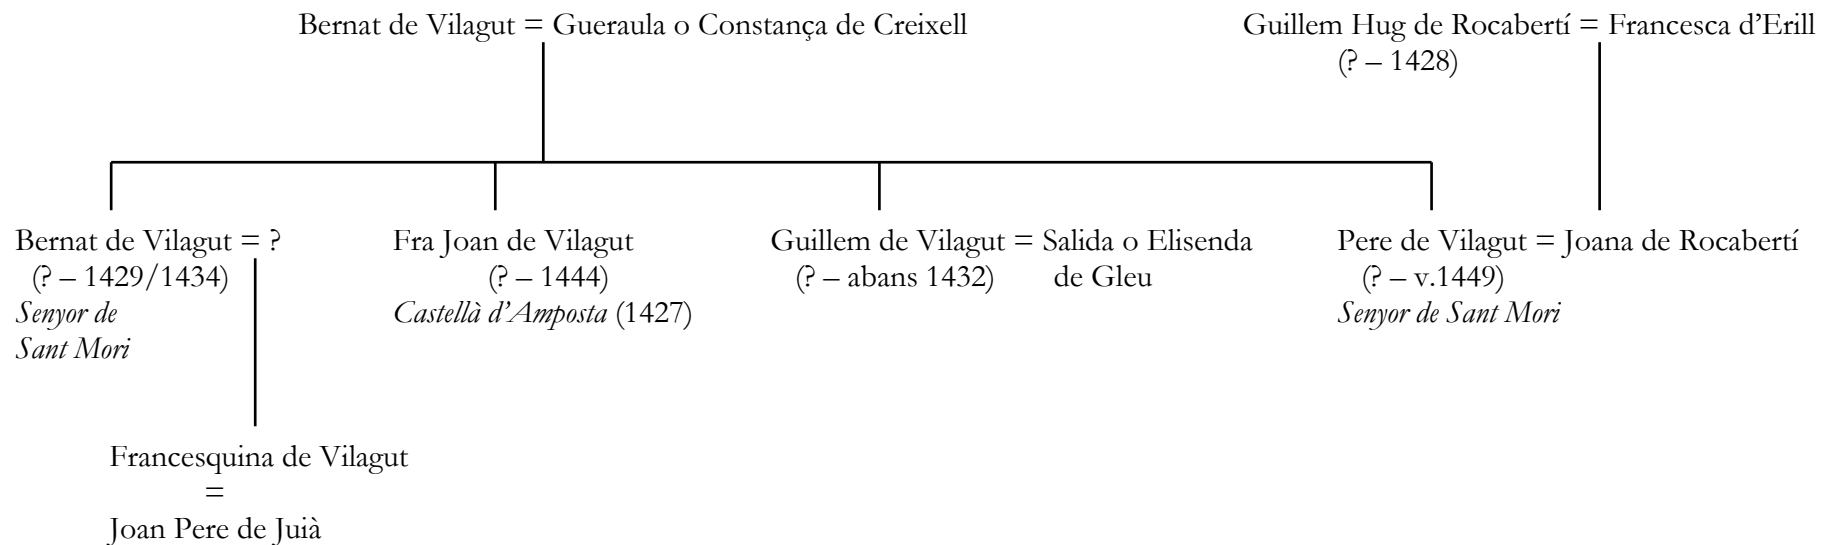 Bernat de Vilagut = Gueraula o Constança de Creixell
Guillem Hug de Rocabertí = Francesca d’Erill
(? – 1428)
Bernat de Vilagut = ?
(? – 1429/1434)
Senyor de
Sant Mori
Fra Joan de Vilagut
(? – 1444)
Castellà d’Amposta (1427)
Guillem de Vilagut = Salida o Elisenda
(? – abans 1432) de Gleu
Pere de Vilagut = Joana de Rocabertí
(? – v.1449)
Senyor de Sant Mori
Francesquina de Vilagut
=
Joan Pere de Juià